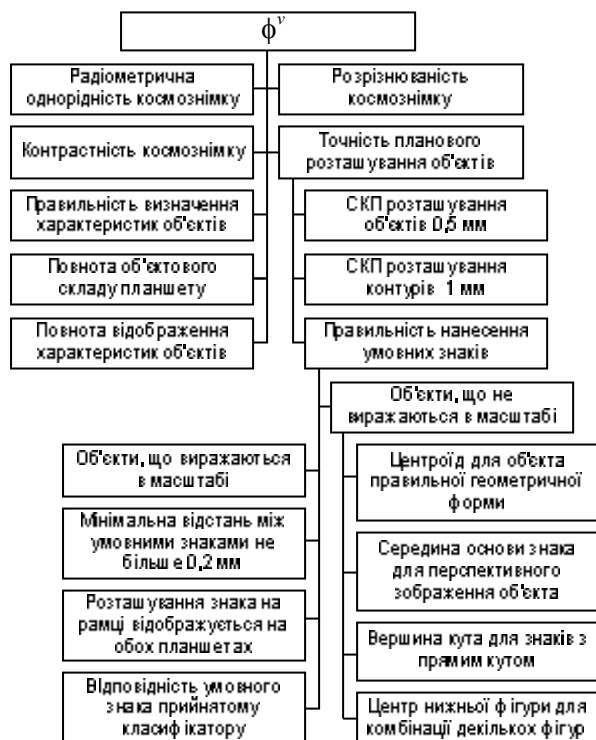 ϕᵛ
Радіометрична
однорідність космознімку
Розрізнюваність
космознімку
Контрастність космознімку
Точність планового
розташування об'єктів
Правильність визначення
характеристик об'єктів
СКП розташування
об'єктів 0,5 мм
Повнота об'єктового
складу планшету
СКП розташування
контурів 1 мм
Повнота відображення
характеристик об'єктів
Правильність нанесення
умовних знаків
Об'єкти, що не
виражаються в масштабі
Об'єкти, що виражаються
в масштабі
Центроїд для об'єкта
правильної геометричної
форми
Мінімальна відстань між
умовними знаками не
більше 0,2 мм
Середина основи знака
для перспективного
зображення об'єкта
Розташування знака на
рамці відображується на
обох планшетах
Вершина кута для знаків з
прямим кутом
Відповідність умовного
знака прийнятому
класифікатору
Центр нижньої фігури для
комбінації декількох фігур